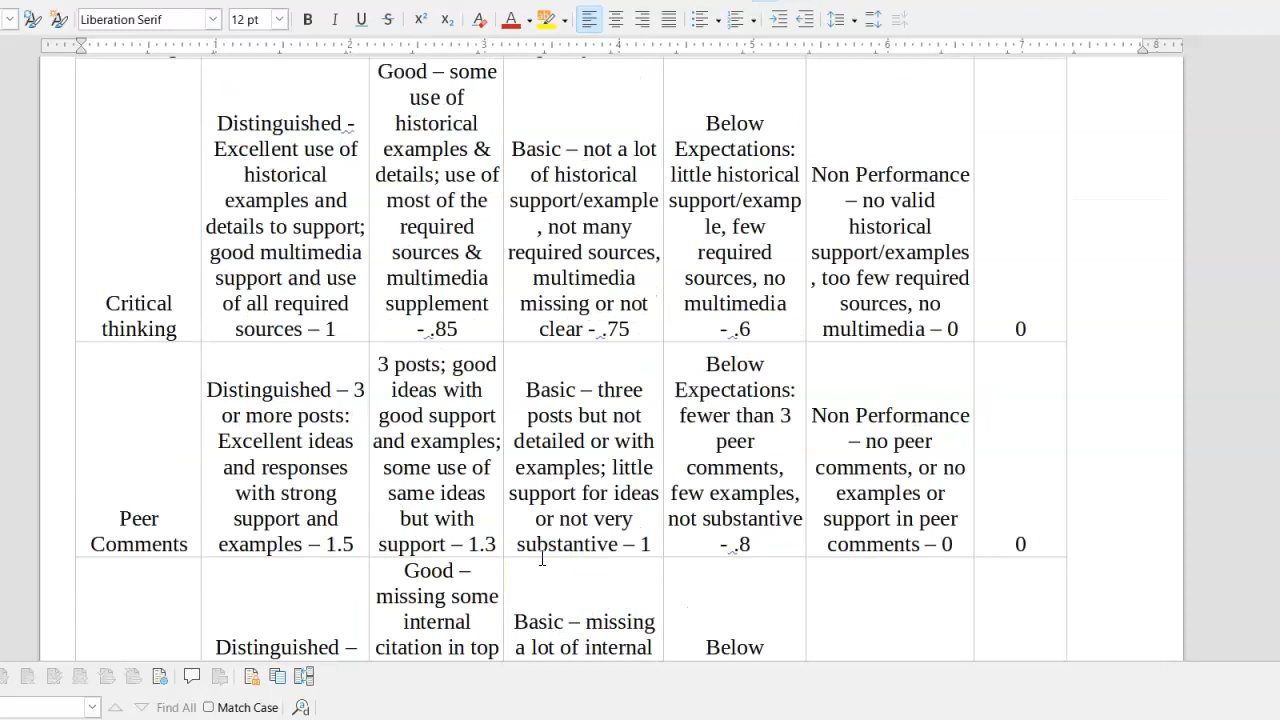 Liberation Serif
12 pt
B I U S X² X₂ A
2 3 4 5 6 7 8
Critical
thinking
Distinguished -
Excellent use of
historical
examples and
details to support;
good multimedia
support and use
of all required
sources – 1
Good – some
use of
historical
examples &
details; use of
most of the
required
sources &
multimedia
supplement
- .85
Basic – not a lot
of historical
support/example
, not many
required sources,
multimedia
missing or not
clear - .75
Below
Expectations:
little historical
support/examp
le, few
required
sources, no
multimedia
- .6
Non Performance
– no valid
historical
support/examples
, too few required
sources, no
multimedia – 0
0
Peer
Comments
Distinguished – 3
or more posts:
Excellent ideas
and responses
with strong
support and
examples – 1.5
3 posts; good
ideas with
good support
and examples;
some use of
same ideas
but with
support – 1.3
Basic – three
posts but not
detailed or with
examples; little
support for ideas
or not very
substantive – 1
Below
Expectations:
fewer than 3
peer
comments,
few examples,
not substantive
- .8
Non Performance
– no peer
comments, or no
examples or
support in peer
comments – 0
0
Distinguished –
Good –
missing some
internal
citation in top
Basic – missing
a lot of internal
Below
Find All
Match Case